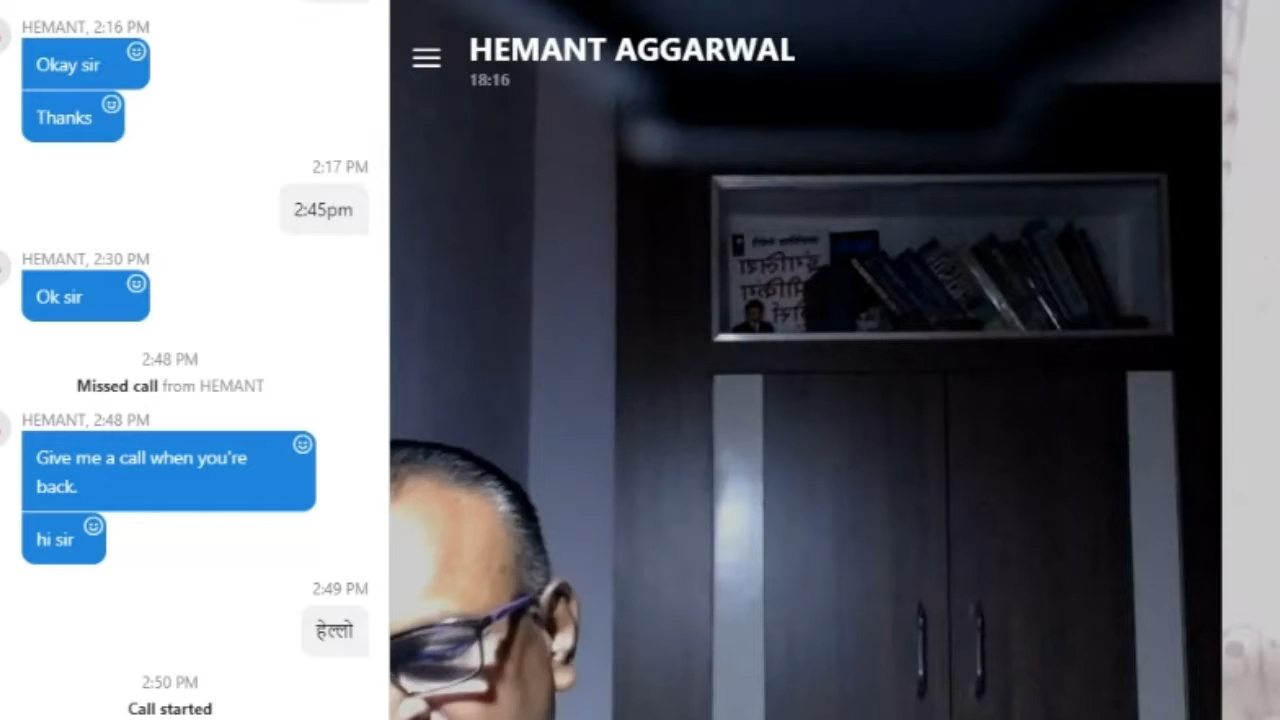 HEMANT, 2:16 PM
Okay sir
Thanks
2:17 PM
2:45pm
HEMANT, 2:30 PM
Ok sir
2:48 PM
Missed call from HEMANT
HEMANT, 2:48 PM
Give me a call when you're
back.
hi sir
2:49 PM
हेल्लो
2:50 PM
Call started
HEMANT AGGARWAL
18:16
इंगलिश